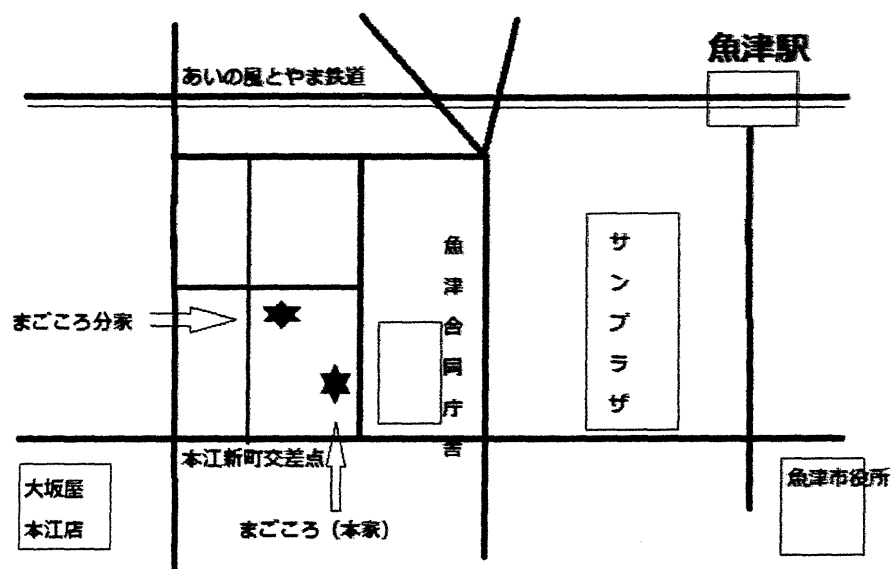 魚津駅
あいの風とやま鉄道
魚津合同庁舎
サンプラザ
まごころ分家
本江新町交差点
大坂屋
本江店
まごころ（本家）
魚津市役所